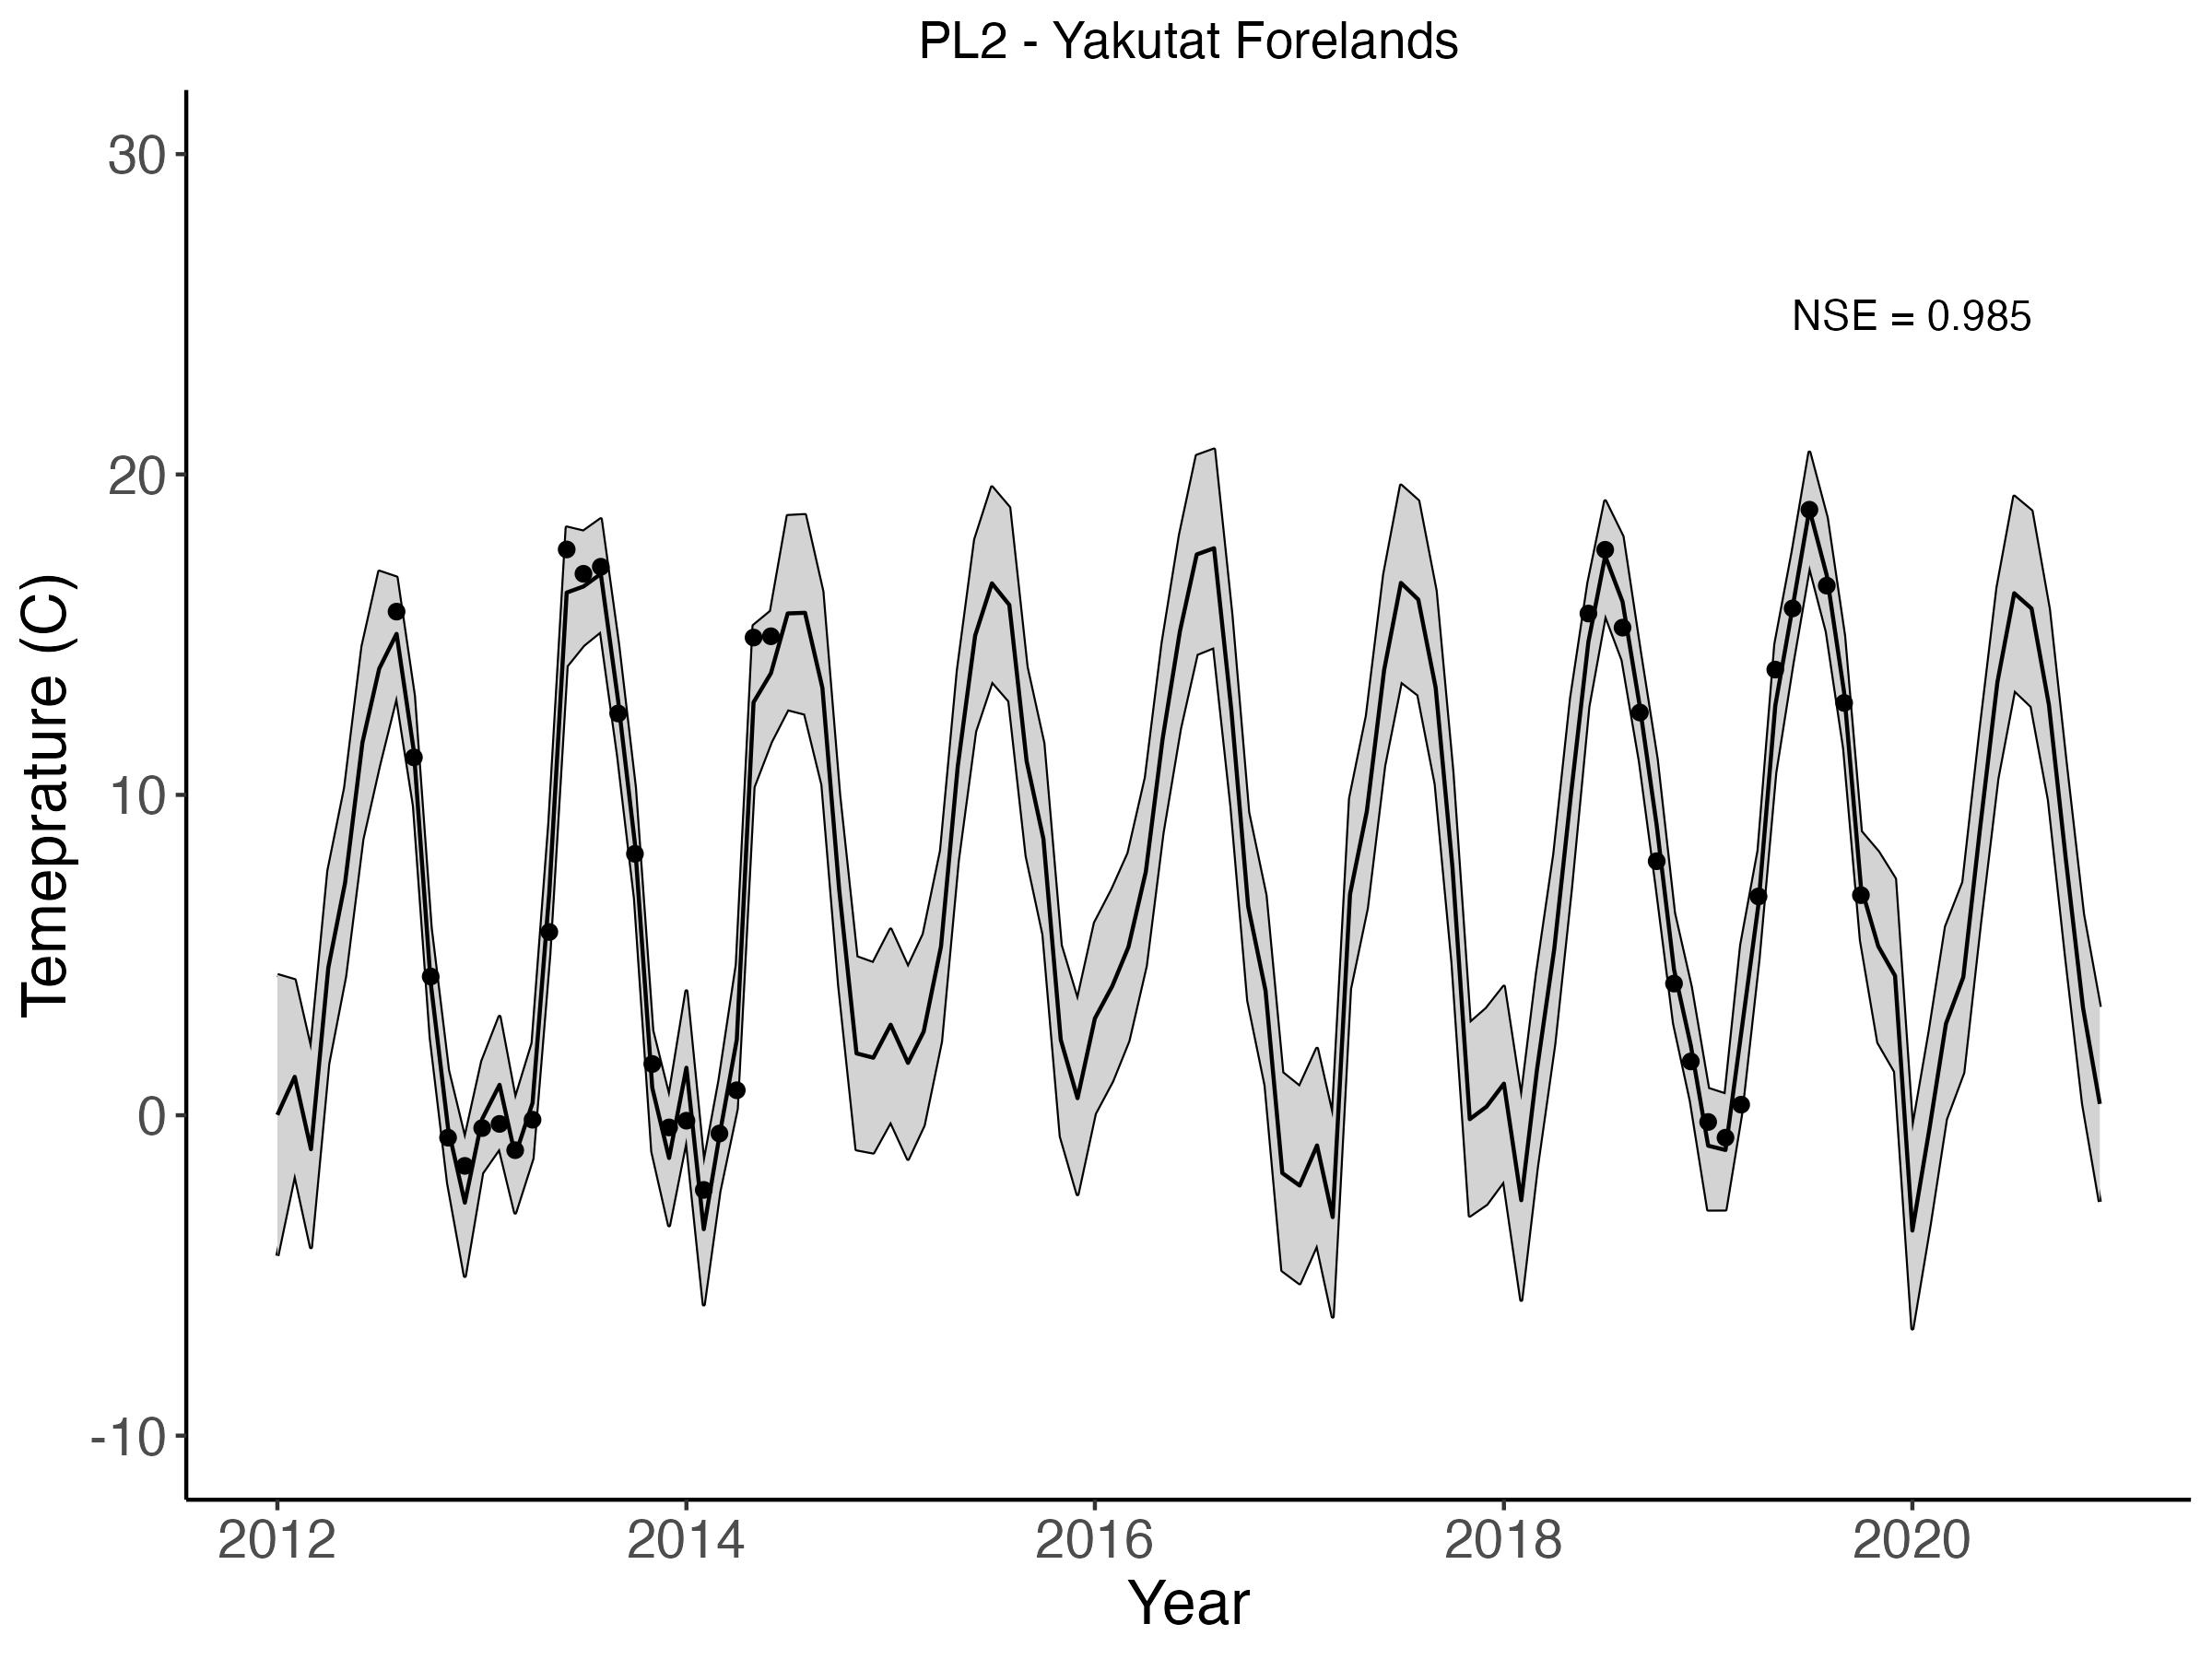 PL2 - Yakutat Forelands
30
20
10
0
-10
Temeprature (C)
NSE = 0.985
2012 2014 2016 2018 2020
Year